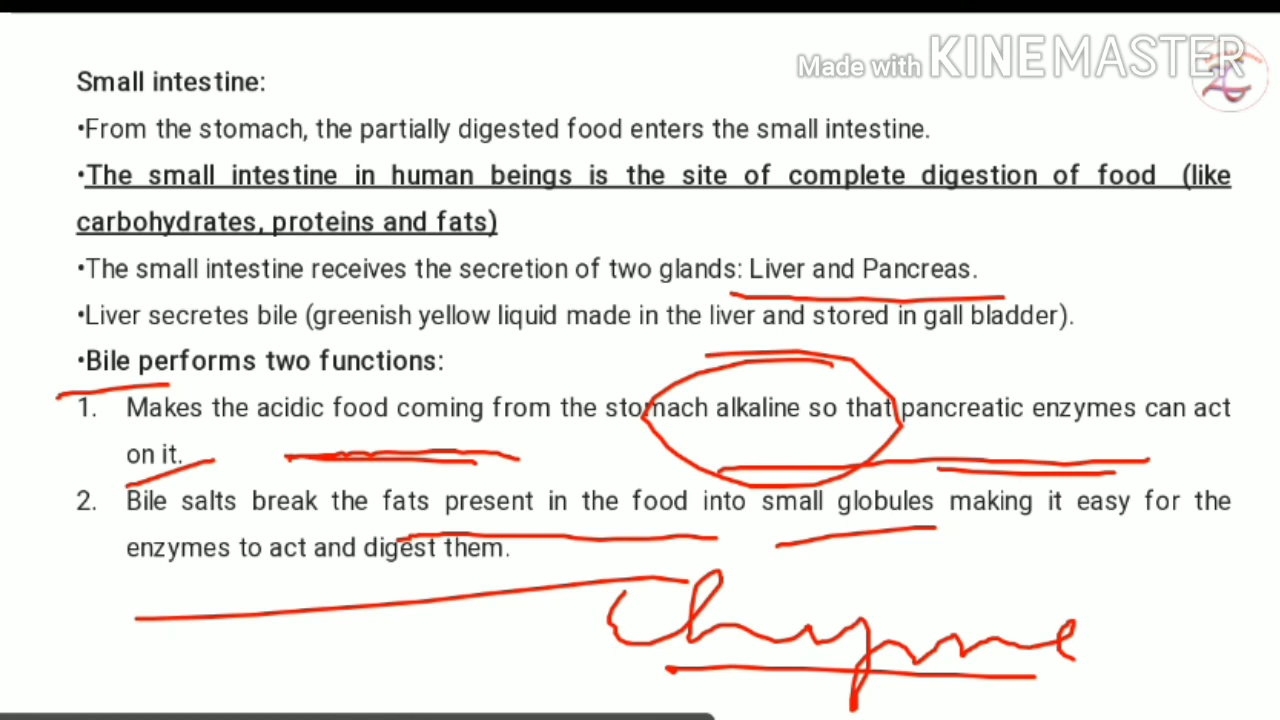 Made with KINEMASTER
Small intestine:
•From the stomach, the partially digested food enters the small intestine.
•The small intestine in human beings is the site of complete digestion of food (like
carbohydrates, proteins and fats)
•The small intestine receives the secretion of two glands: Liver and Pancreas.
•Liver secretes bile (greenish yellow liquid made in the liver and stored in gall bladder).
•Bile performs two functions:
1. Makes the acidic food coming from the stomach alkaline so that pancreatic enzymes can act
on it.
2. Bile salts break the fats present in the food into small globules making it easy for the
enzymes to act and digest them.
Chyme